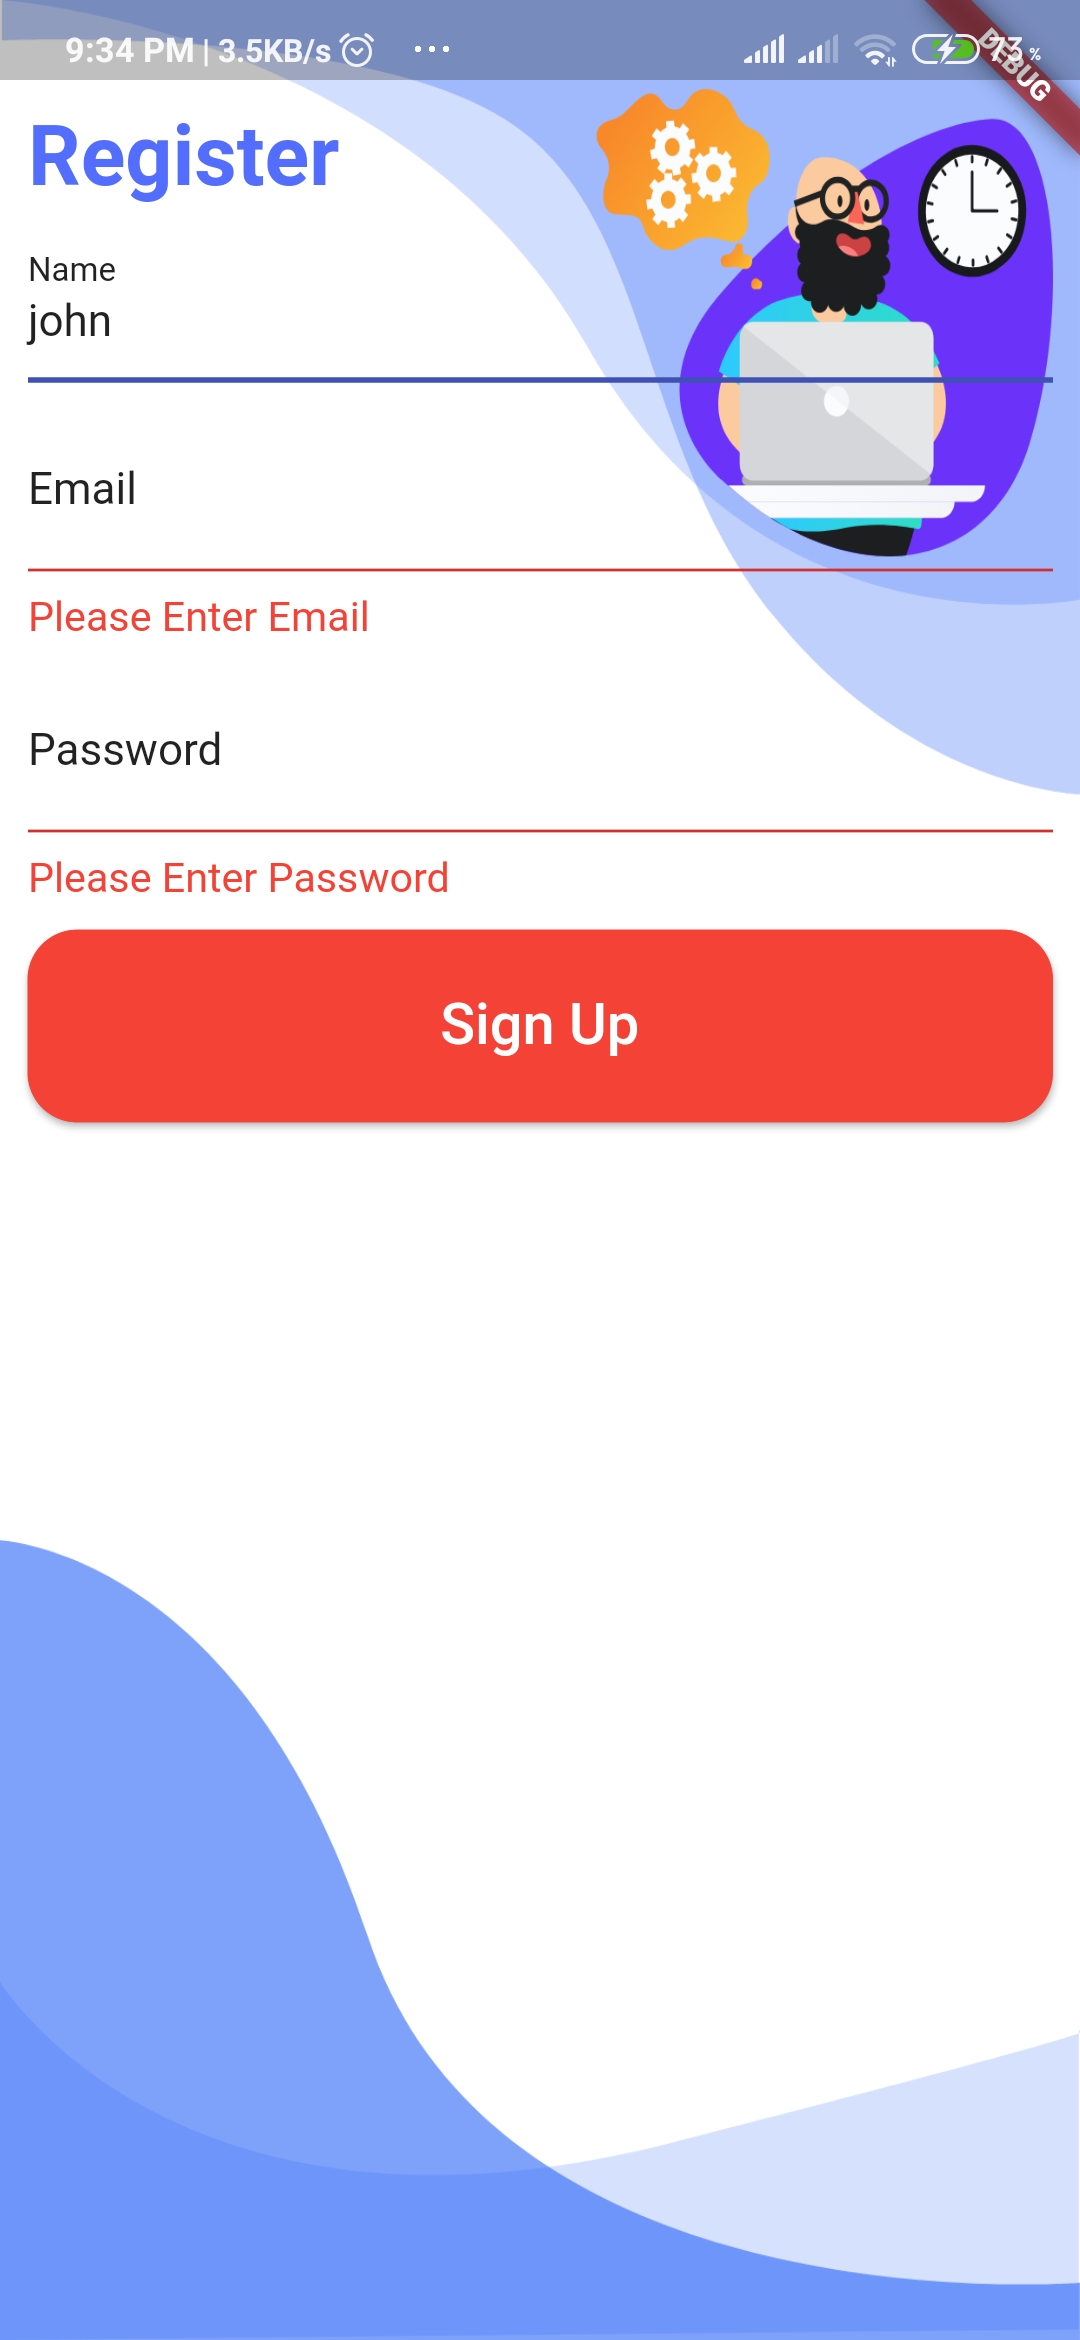 9:34 PM | 3.5KB/s ... 73 %
DEBUG
Register
Name
john
Email
Please Enter Email
Password
Please Enter Password
Sign Up